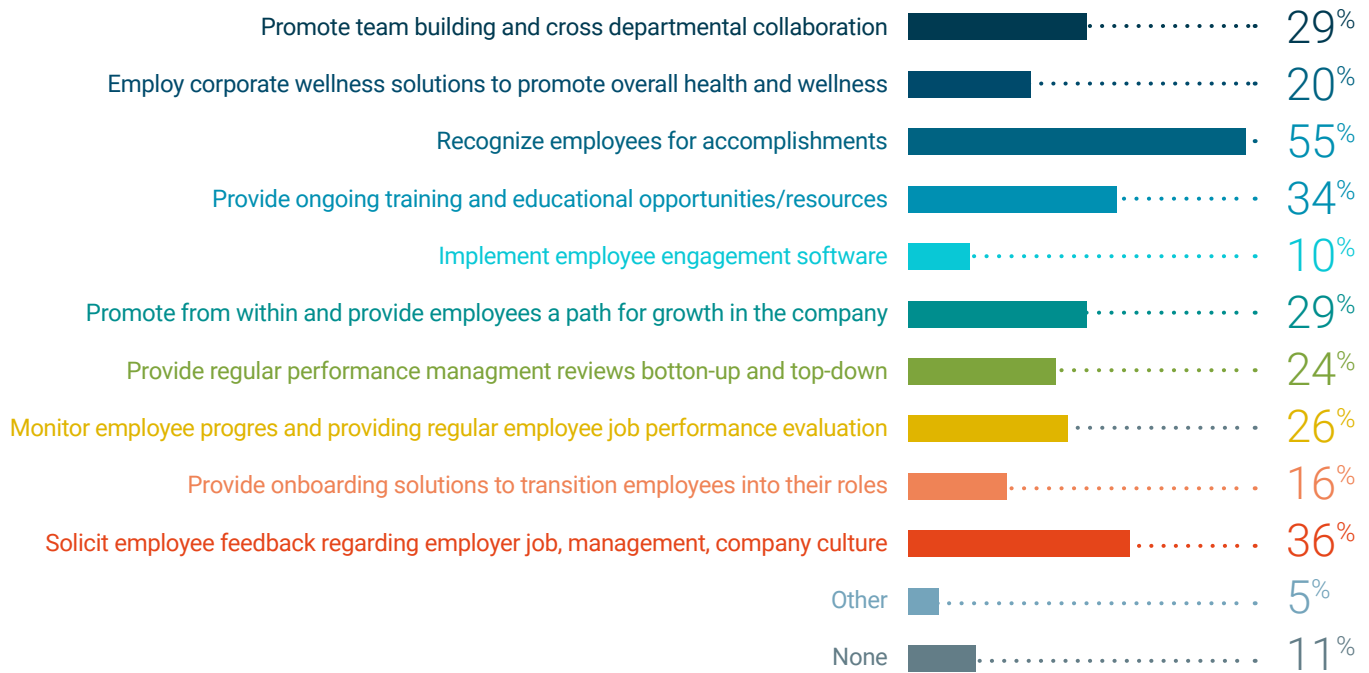 Promote team building and cross departmental collaboration 29%
Employ corporate wellness solutions to promote overall health and wellness 20%
Recognize employees for accomplishments 55%
Provide ongoing training and educational opportunities/resources 34%
Implement employee engagement software 10%
Promote from within and provide employees a path for growth in the company 29%
Provide regular performance managment reviews botton-up and top-down 24%
Monitor employee progres and providing regular employee job performance evaluation 26%
Provide onboarding solutions to transition employees into their roles 16%
Solicit employee feedback regarding employer job, management, company culture 36%
Other 5%
None 11%